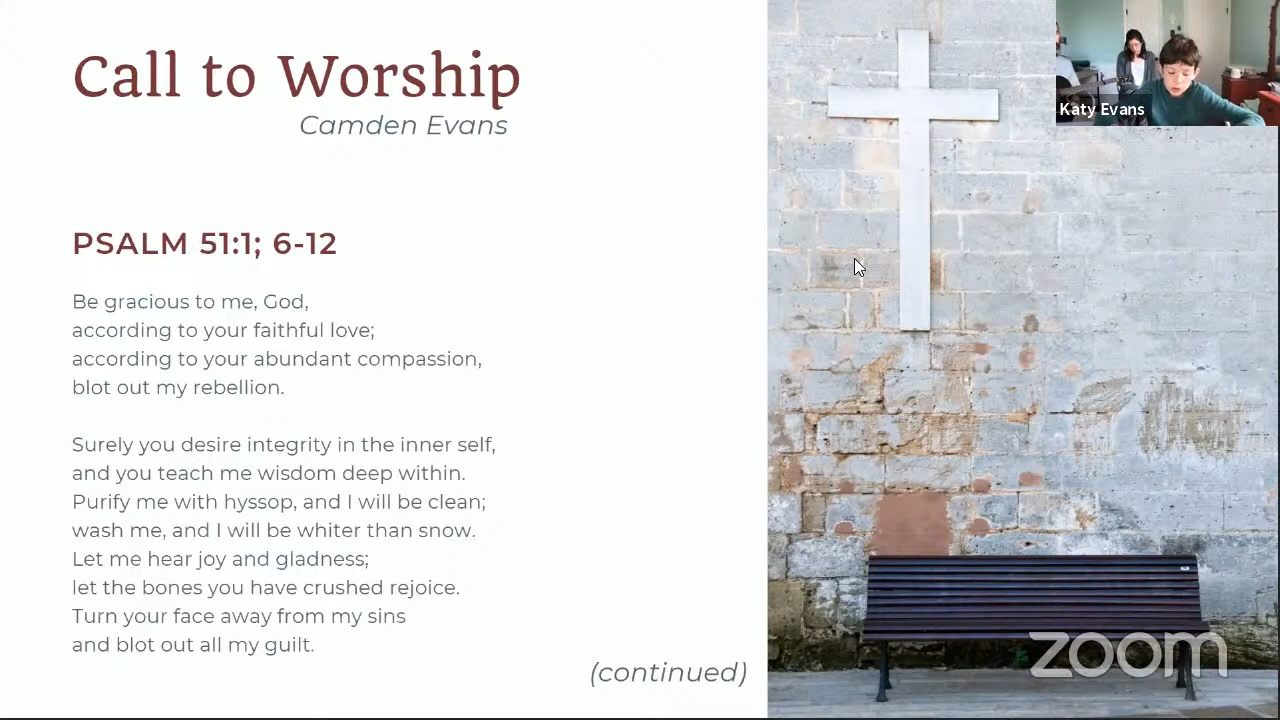 Call to Worship
Camden Evans
PSALM 51:1; 6-12
Be gracious to me, God,
according to your faithful love;
according to your abundant compassion,
blot out my rebellion.
Surely you desire integrity in the inner self,
and you teach me wisdom deep within.
Purify me with hyssop, and I will be clean;
wash me, and I will be whiter than snow.
Let me hear joy and gladness;
let the bones you have crushed rejoice.
Turn your face away from my sins
and blot out all my guilt.
(continued)
Katy Evans
zoom